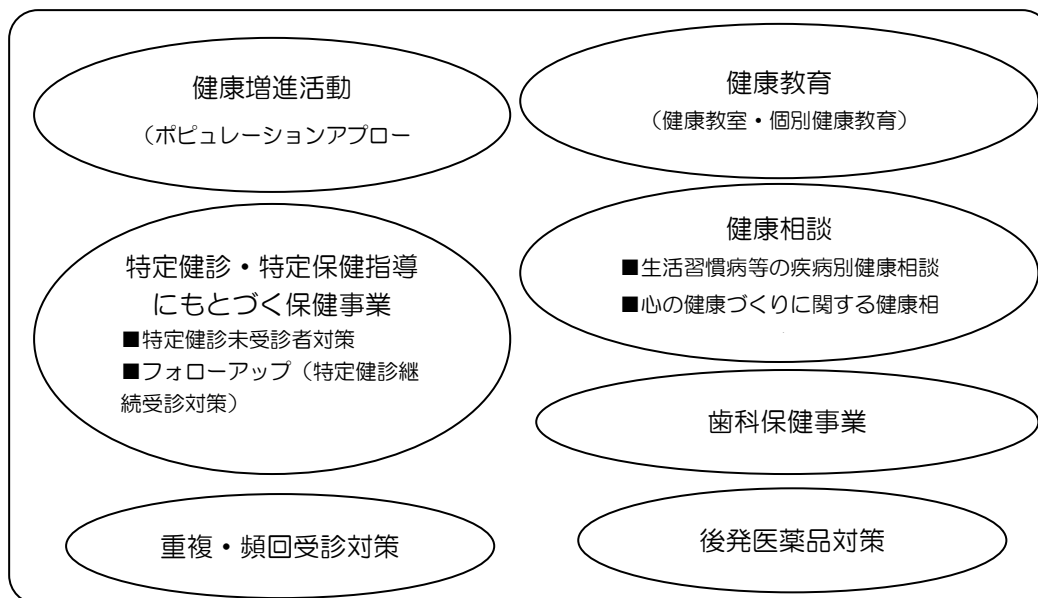 健康増進活動
（ポピュレーションアプロー
健康教育
（健康教室・個別健康教育）
特定健診・特定保健指導
にもとづく保健事業
■特定健診未受診者対策
■フォローアップ（特定健診継
続受診対策）
健康相談
■生活習慣病等の疾病別健康相談
■心の健康づくりに関する健康相
歯科保健事業
重複・頻回受診対策
後発医薬品対策